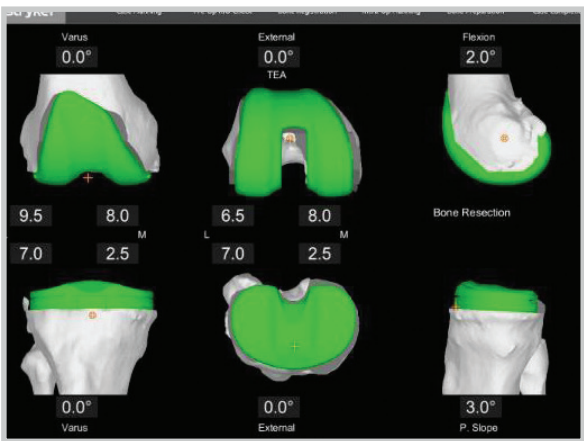 Stryker
Varus External Flexion
0.0° 0.0° 2.0°
TEA
9.5 8.0 6.5 8.0 Bone Resection
M L M
7.0 2.5 7.0 2.5
0.0° 0.0° 3.0°
Varus External P. Slope